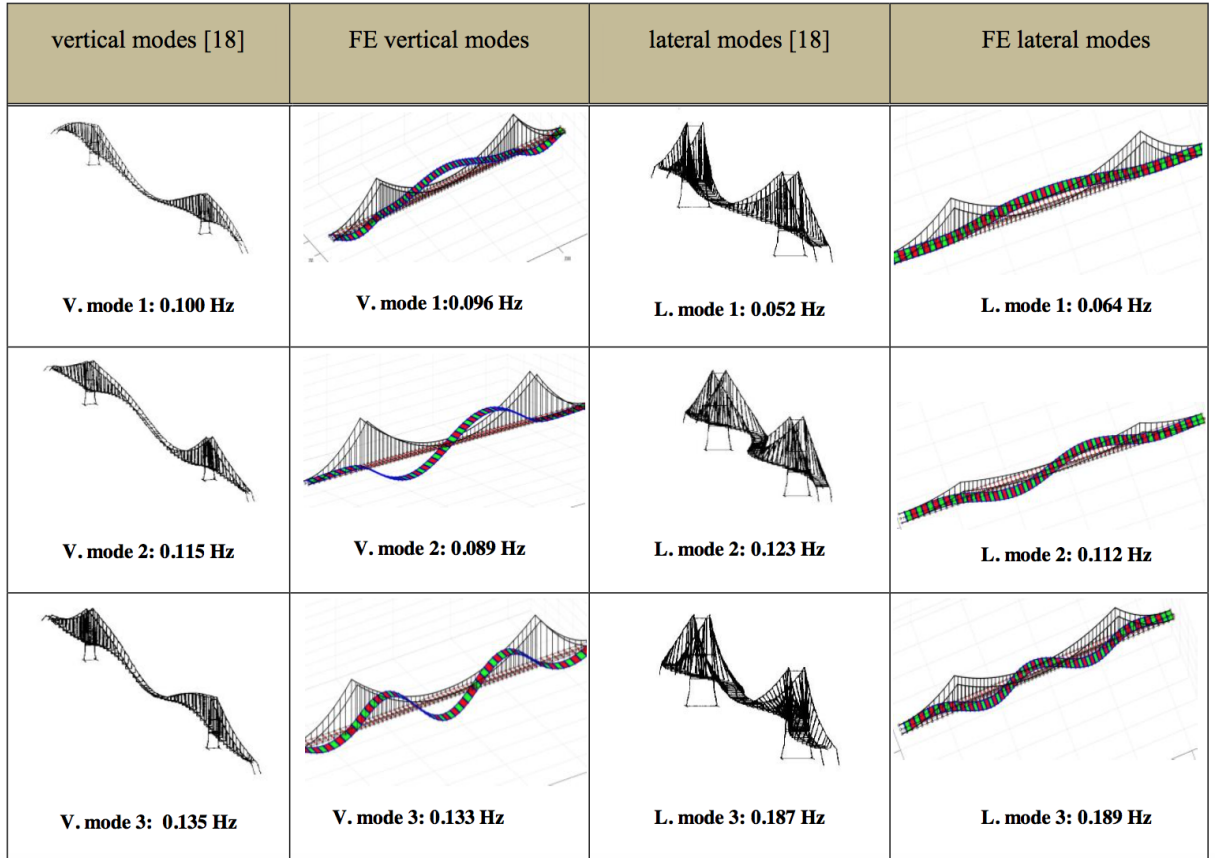 vertical modes [18]
FE vertical modes
lateral modes [18]
FE lateral modes
V. mode 1: 0.100 Hz
V. mode 1:0.096 Hz
L. mode 1: 0.052 Hz
L. mode 1: 0.064 Hz
V. mode 2: 0.115 Hz
V. mode 2: 0.089 Hz
L. mode 2: 0.123 Hz
L. mode 2: 0.112 Hz
V. mode 3: 0.135 Hz
V. mode 3: 0.133 Hz
L. mode 3: 0.187 Hz
L. mode 3: 0.189 Hz